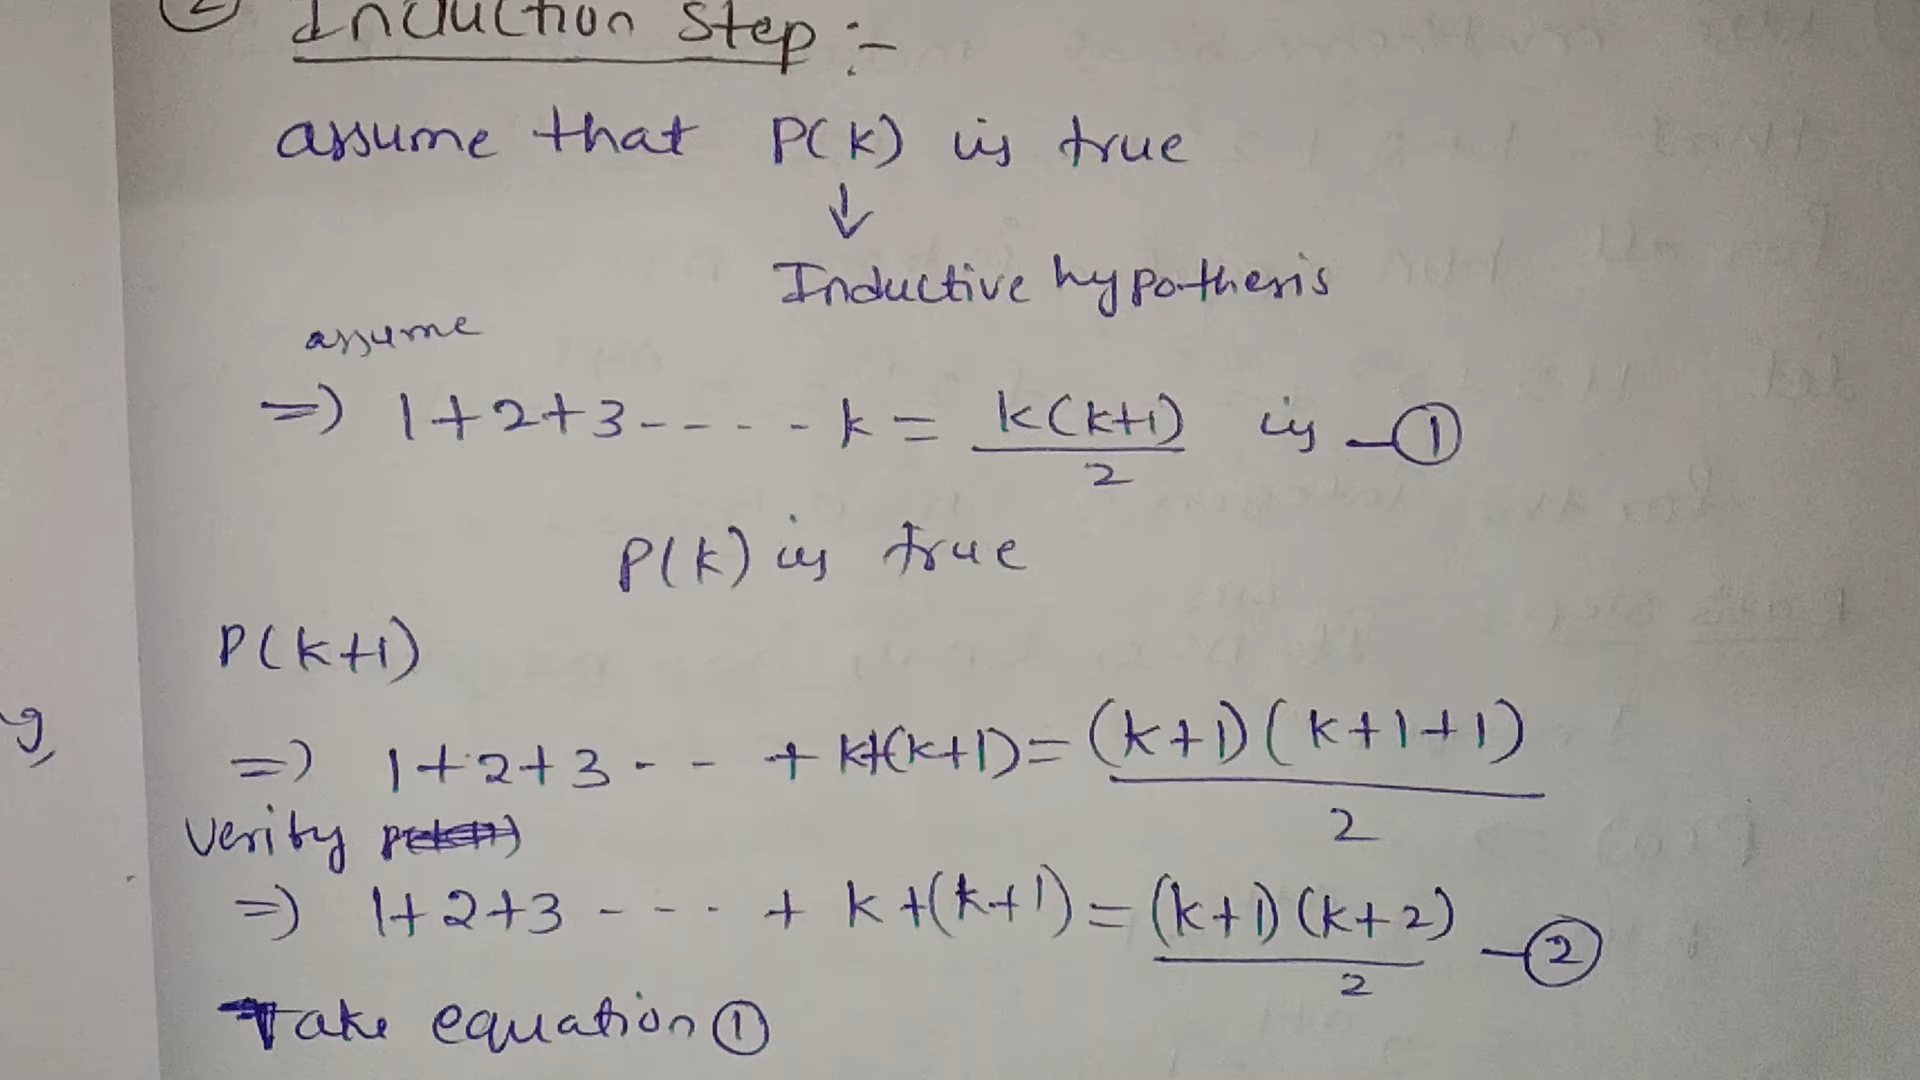 ② Induction Step :-
assume that P(k) is true
↓
Inductive hypothesis
assume
=> 1+2+3----- k = k(k+1)/2 is -①
P(k) is true
P(k+1)
=> 1+2+3 - - + k+(k+1) = (k+1)(k+1+1)/2
Verity
=> 1+2+3 ---- + k+(k+1) = (k+1)(k+2)/2 -②
Take equation ①